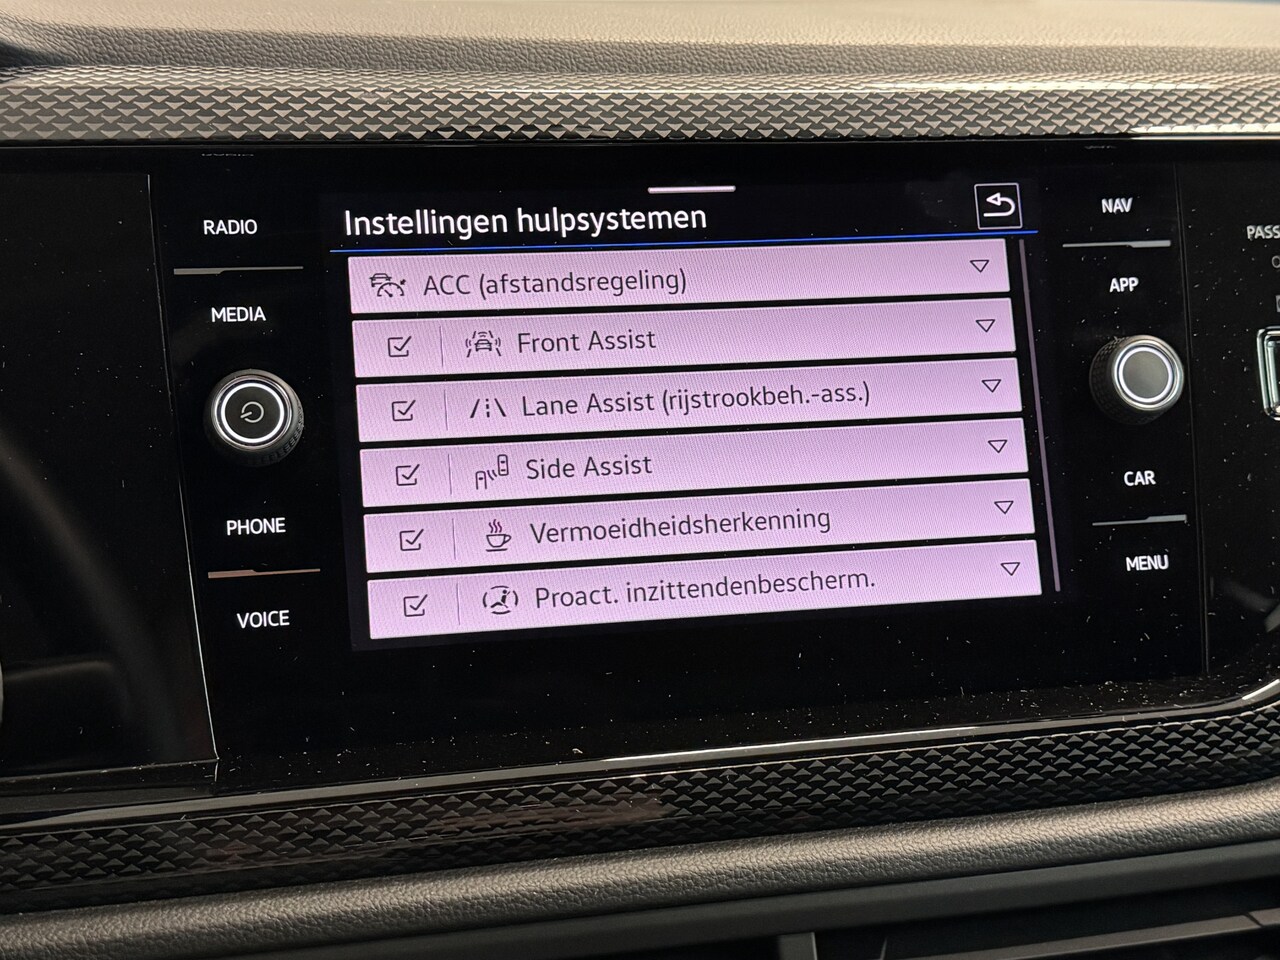 RADIO
MEDIA
PHONE
VOICE
Instellingen hulpsystemen
ACC (afstandsregeling)
Front Assist
Lane Assist (rijstrookbeh.-ass.)
Side Assist
Vermoeidheidsherkenning
Proact. inzittendenbescherm.
NAV
APP
CAR
MENU
PASS